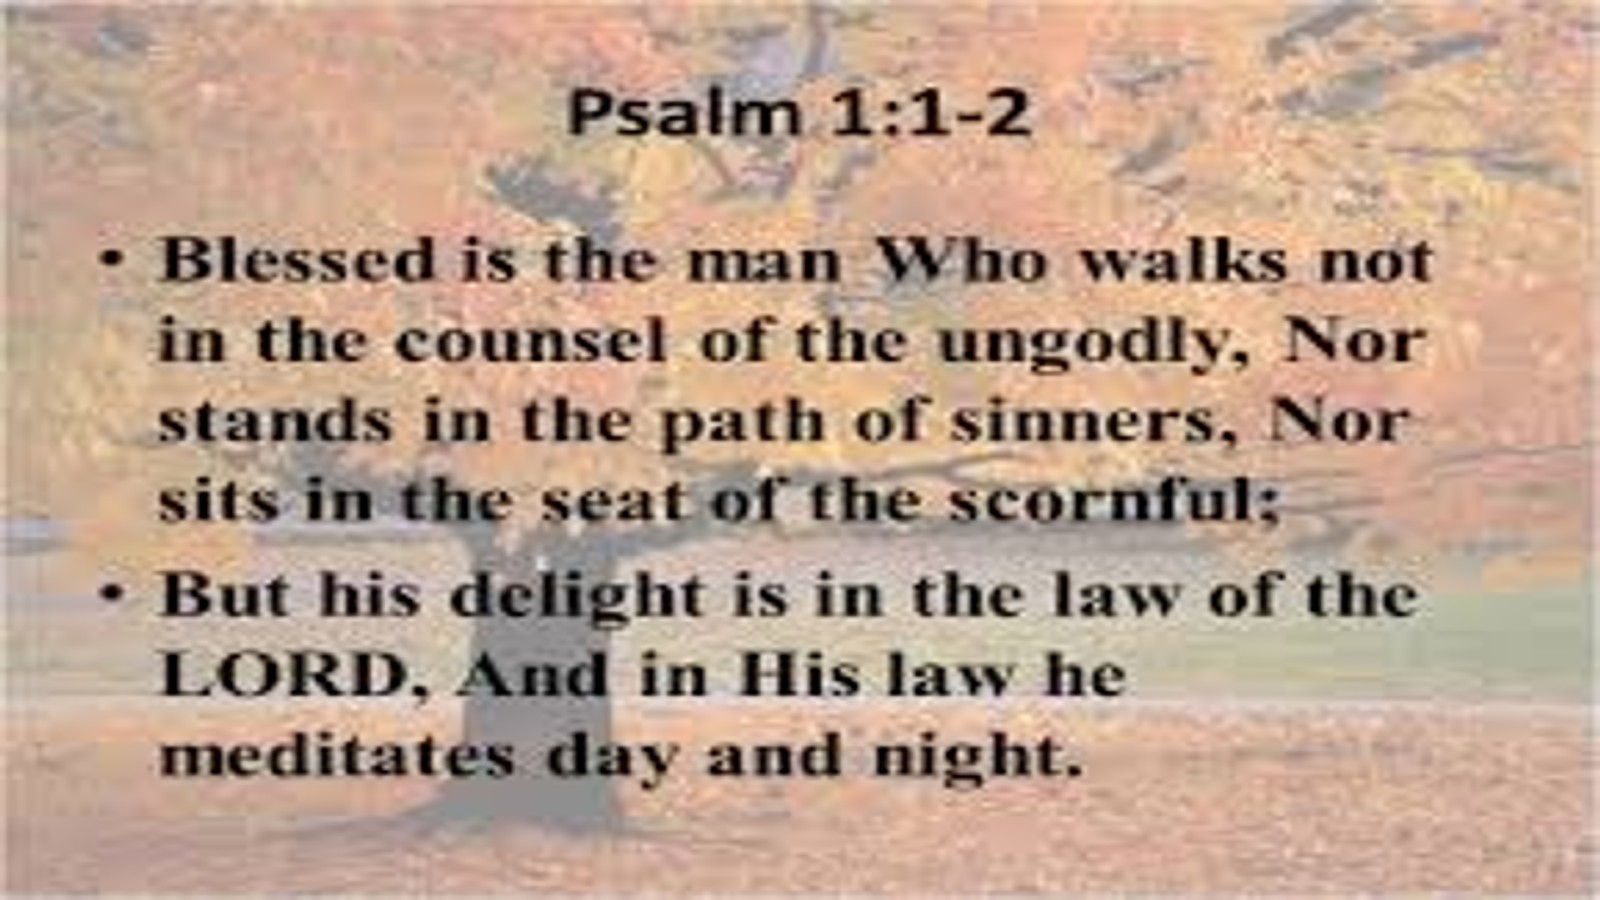 Psalm 1:1-2
• Blessed is the man Who walks not
in the counsel of the ungodly, Nor
stands in the path of sinners, Nor
sits in the seat of the scornful;
• But his delight is in the law of the
LORD, And in His law he
meditates day and night.